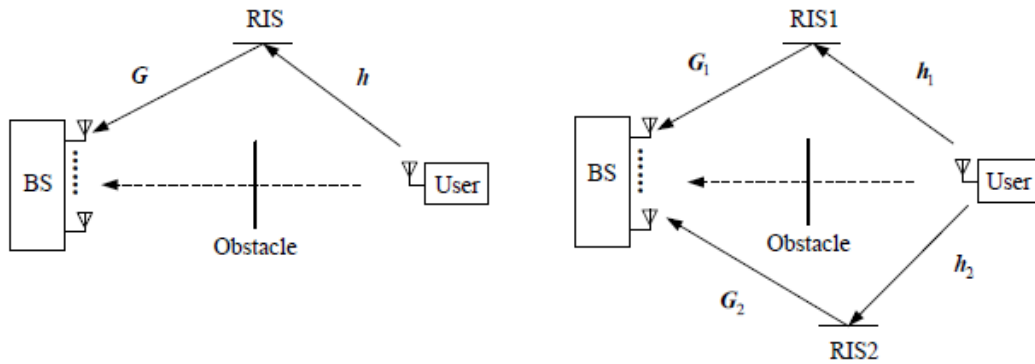 RIS
G
h
BS
User
Obstacle
RIS1
G₁
h₁
BS
User
Obstacle
G₂
h₂
RIS2